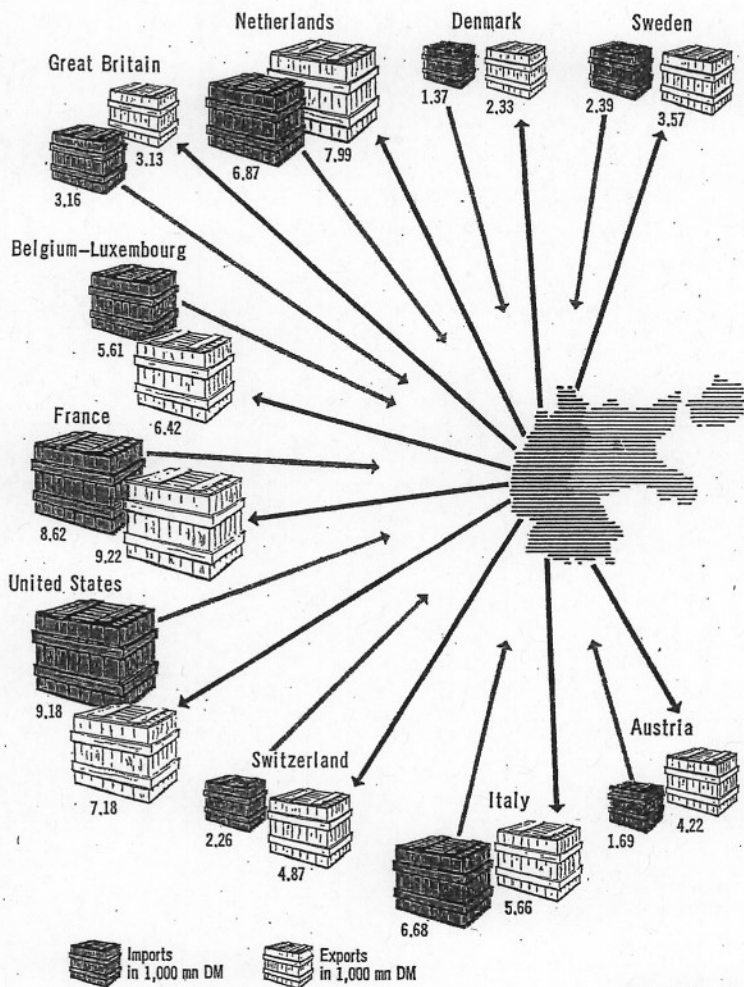 Netherlands
Denmark
Sweden
Great Britain
1.37
2.33
2.39
3.57
3.13
7.99
6.87
3.16
Belgium–Luxembourg
5.61
6.42
France
8.62
9.22
United States
9.18
7.18
Switzerland
2.26
4.87
Italy
6.68
5.66
Austria
1.69
4.22
Imports
in 1,000 mn DM
Exports
in 1,000 mn DM